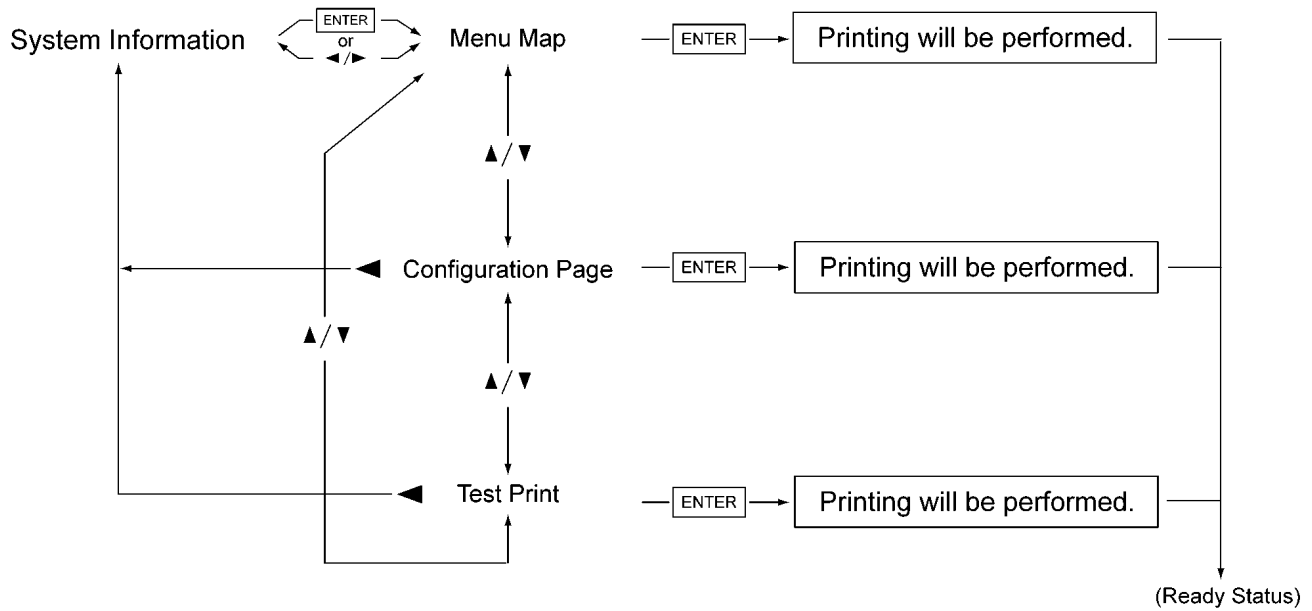 System Information
ENTER
or
◄/►
Menu Map
ENTER
Printing will be performed.
▲/▼
◄ Configuration Page
ENTER
Printing will be performed.
▲/▼
▲/▼
◄ Test Print
ENTER
Printing will be performed.
(Ready Status)